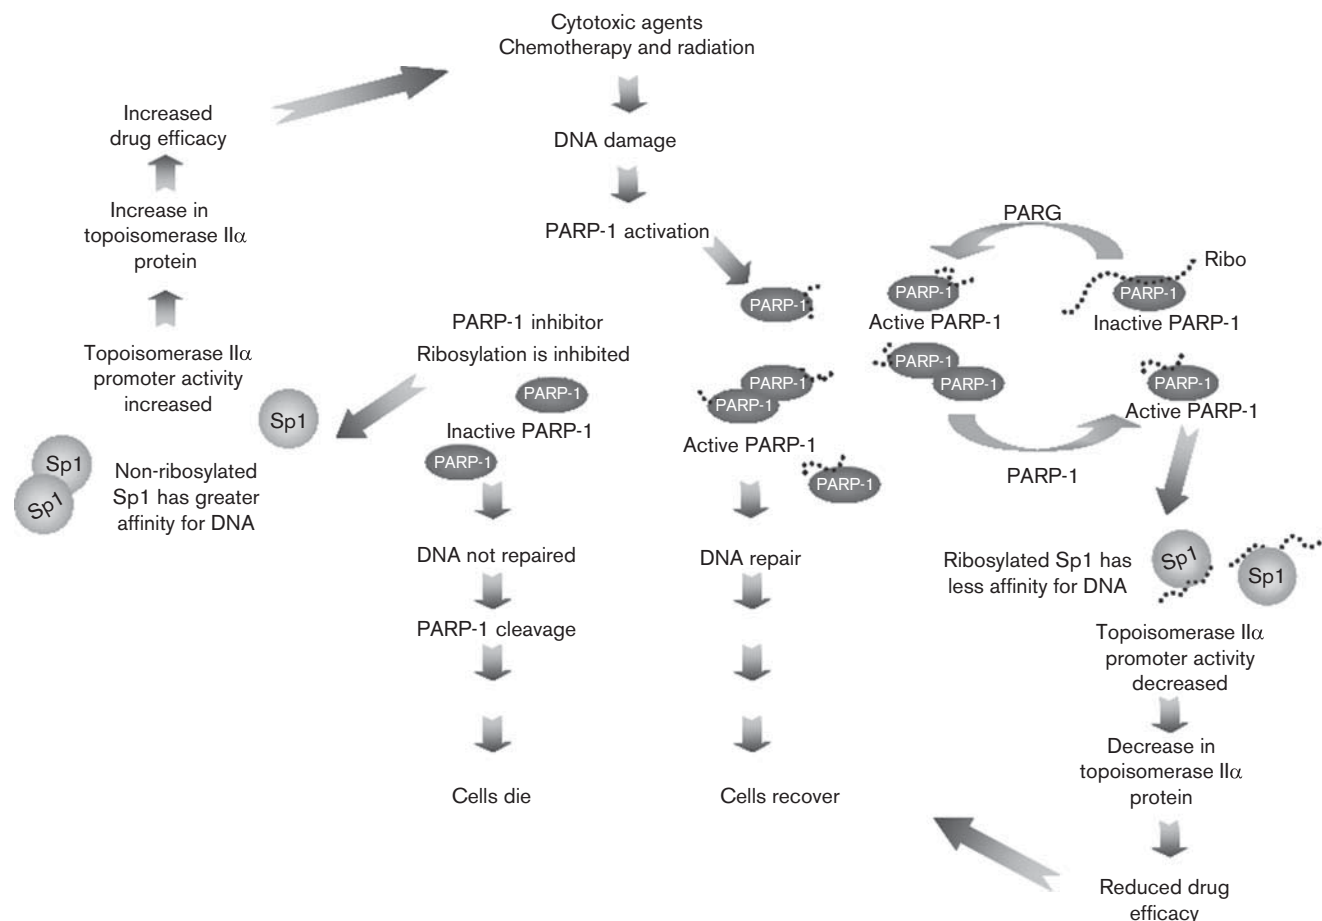 Cytotoxic agents
Chemotherapy and radiation
DNA damage
PARP-1 activation
Increased
drug efficacy
Increase in
topoisomerase IIα
protein
Topoisomerase IIα
promoter activity
increased
Sp1
Sp1
Sp1
Non-ribosylated
Sp1 has greater
affinity for DNA
PARP-1 inhibitor
Ribosylation is inhibited
PARP-1
Inactive PARP-1
PARP-1
DNA not repaired
PARP-1 cleavage
Cells die
PARP-1
PARP-1
PARP-1
Active PARP-1
PARP-1
DNA repair
Cells recover
PARG
Ribo
PARP-1
Active PARP-1
PARP-1
Inactive PARP-1
PARP-1
PARP-1
PARP-1
Active PARP-1
PARP-1
Ribosylated Sp1 has
less affinity for DNA
Sp1
Sp1
Topoisomerase IIα
promoter activity
decreased
Decrease in
topoisomerase IIα
protein
Reduced drug
efficacy